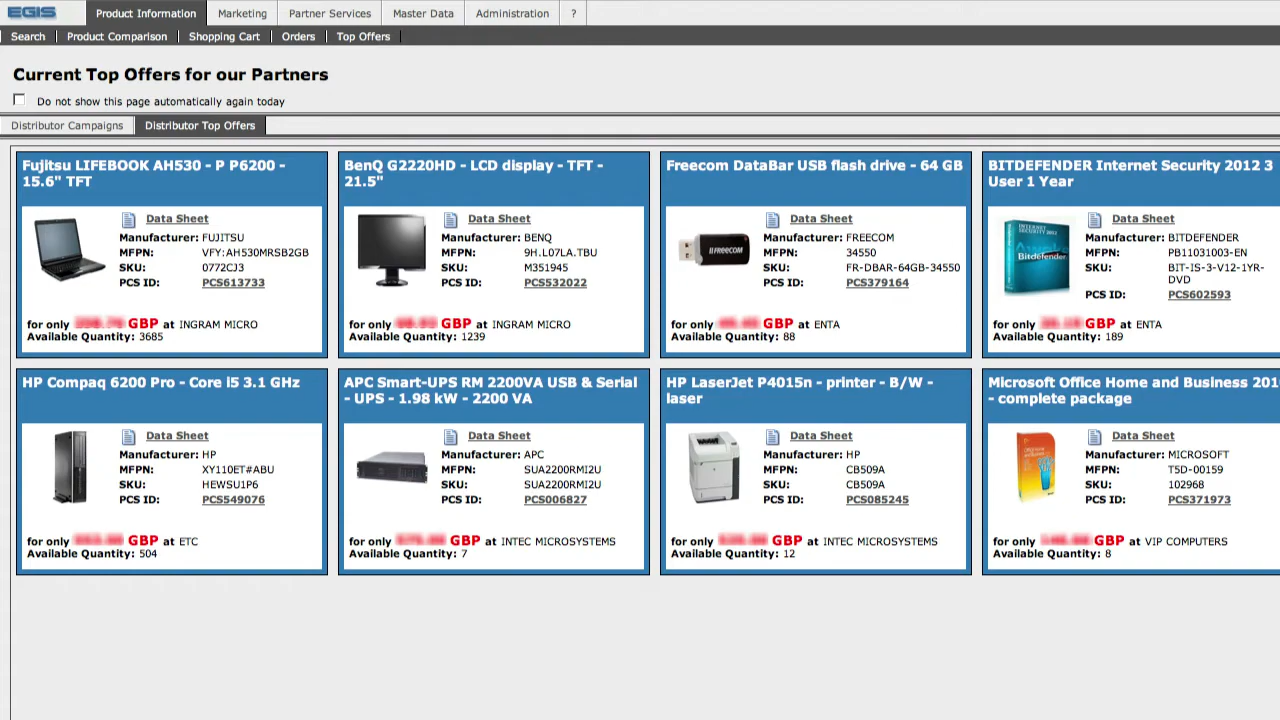 EGIS
Product Information
Marketing
Partner Services
Master Data
Administration
?
Search
Product Comparison
Shopping Cart
Orders
Top Offers
Current Top Offers for our Partners
Do not show this page automatically again today
Distributor Campaigns
Distributor Top Offers
Fujitsu LIFEBOOK AH530 - P P6200 -
15.6" TFT
Data Sheet
Manufacturer: FUJITSU
MFPN: VFY:AH530MRSB2GB
SKU: 0772CJ3
PCS ID: PCS613733
for only GBP at INGRAM MICRO
Available Quantity: 3685
BenQ G2220HD - LCD display - TFT -
21.5"
Data Sheet
Manufacturer: BENQ
MFPN: 9H.L07LA.TBU
SKU: M351945
PCS ID: PCS532022
for only GBP at INGRAM MICRO
Available Quantity: 1239
Freecom DataBar USB flash drive - 64 GB
FREECOM
Data Sheet
Manufacturer: FREECOM
MFPN: 34550
SKU: FR-DBAR-64GB-34550
PCS ID: PCS379164
for only GBP at ENTA
Available Quantity: 88
BITDEFENDER Internet Security 2012 3
User 1 Year
INTERNET
SECURITY 2012
Bitdefender
Data Sheet
Manufacturer: BITDEFENDER
MFPN: PB11031003-EN
SKU: BIT-IS-3-V12-1YR-
DVD
PCS ID: PCS602593
for only GBP at ENTA
Available Quantity: 189
HP Compaq 6200 Pro - Core i5 3.1 GHz
Data Sheet
Manufacturer: HP
MFPN: XY110ET#ABU
SKU: HEWSU1P6
PCS ID: PCS549076
for only GBP at ETC
Available Quantity: 504
APC Smart-UPS RM 2200VA USB & Serial
- UPS - 1.98 kW - 2200 VA
Data Sheet
Manufacturer: APC
MFPN: SUA2200RMI2U
SKU: SUA2200RMI2U
PCS ID: PCS006827
for only GBP at INTEC MICROSYSTEMS
Available Quantity: 7
HP LaserJet P4015n - printer - B/W -
laser
Data Sheet
Manufacturer: HP
MFPN: CB509A
SKU: CB509A
PCS ID: PCS085245
for only GBP at INTEC MICROSYSTEMS
Available Quantity: 12
Microsoft Office Home and Business
- complete package
Data Sheet
Manufacturer: MICROSOFT
MFPN: T5D-00159
SKU: 102968
PCS ID: PCS371973
for only GBP at VIP COMPUTERS
Available Quantity: 8